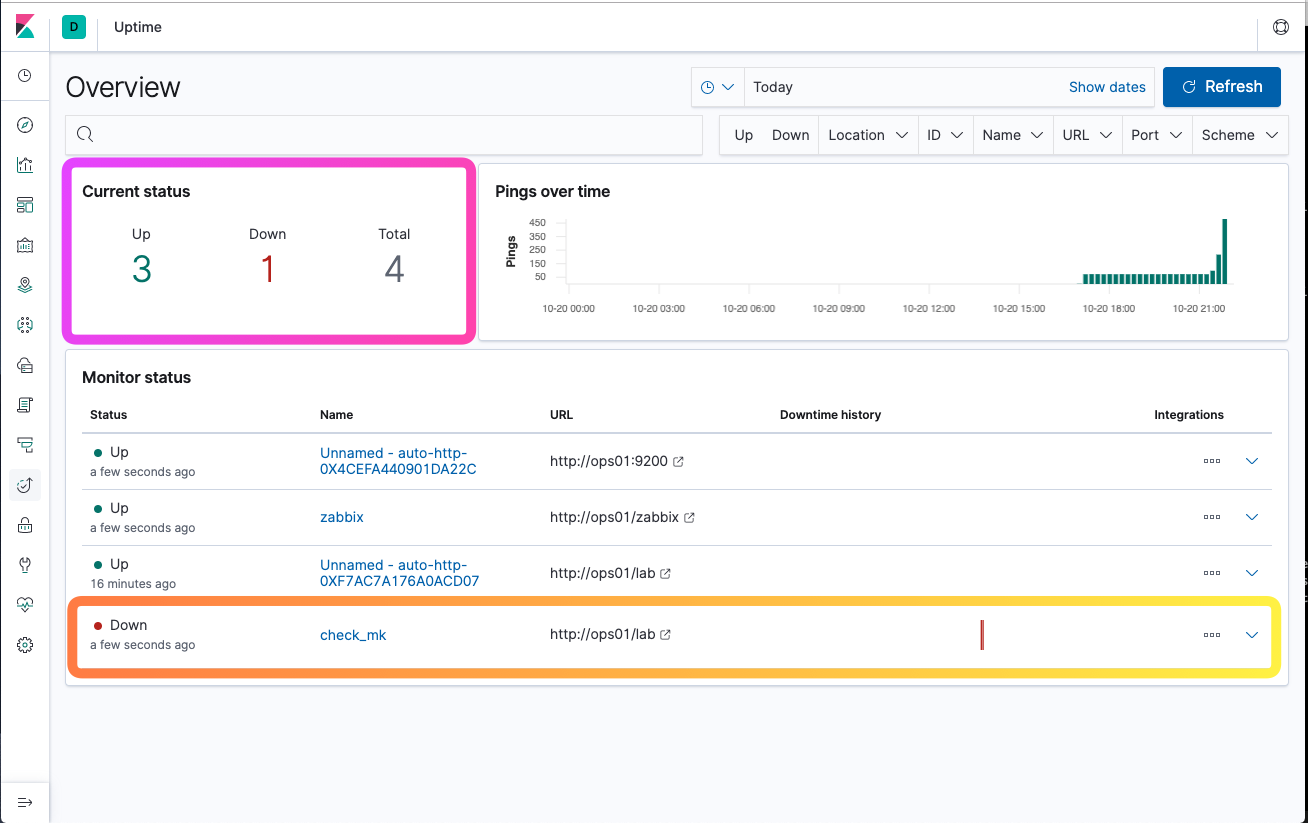 D Uptime
Overview
Today Show dates Refresh
Up Down Location ID Name URL Port Scheme
Current status
Up Down Total
3 1 4
Pings over time
Pings
450
350
250
150
50
10-20 00:00 10-20 03:00 10-20 06:00 10-20 09:00 10-20 12:00 10-20 15:00 10-20 18:00 10-20 21:00
Monitor status
Status Name URL Downtime history Integrations
Up
a few seconds ago
Unnamed - auto-http-
0X4CEFA440901DA22C
http://ops01:9200
Up
a few seconds ago
zabbix
http://ops01/zabbix
Up
16 minutes ago
Unnamed - auto-http-
0XF7AC7A176A0ACD07
http://ops01/lab
Down
a few seconds ago
check_mk
http://ops01/lab